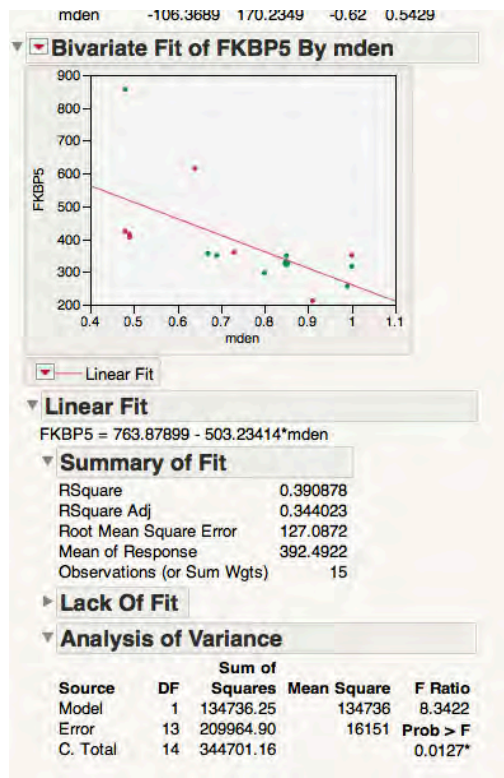 mden -106.3689 170.2349 -0.62 0.5429
Bivariate Fit of FKBP5 By mden
900
800
700
600
500
400
300
200
FKBP5
0.4 0.5 0.6 0.7 0.8 0.9 1 1.1
mden
Linear Fit
Linear Fit
FKBP5 = 763.87899 - 503.23414*mden
Summary of Fit
RSquare 0.390878
RSquare Adj 0.344023
Root Mean Square Error 127.0872
Mean of Response 392.4922
Observations (or Sum Wgts) 15
Lack Of Fit
Analysis of Variance
Sum of
Source DF Squares Mean Square F Ratio
Model 1 134736.25 134736 8.3422
Error 13 209964.90 16151 Prob > F
C. Total 14 344701.16 0.0127*